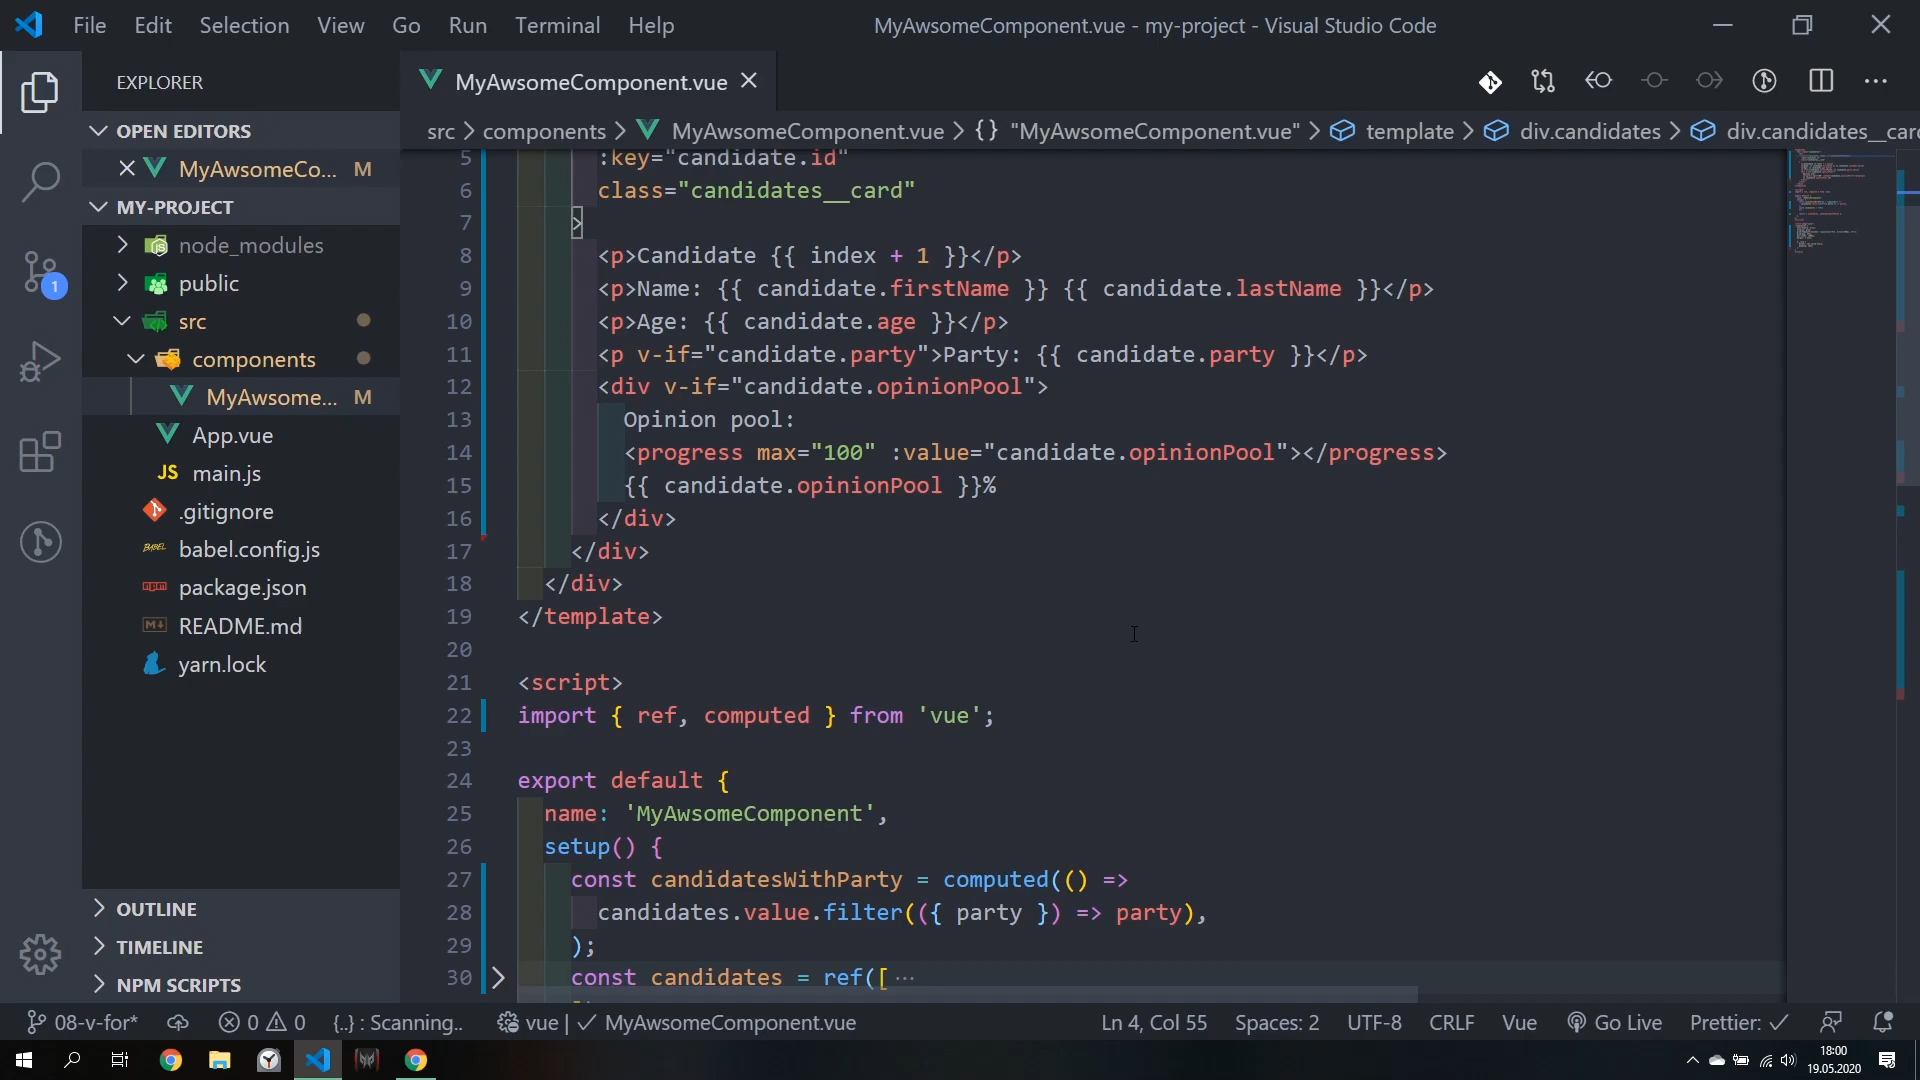 File Edit Selection View Go Run Terminal Help
MyAwsomeComponent.vue - my-project - Visual Studio Code
EXPLORER
MyAwsomeComponent.vue
OPEN EDITORS
src > components > MyAwsomeComponent.vue > {} "MyAwsomeComponent.vue" > template > div.candidates > div.candidates__card
MyAwsomeCo... M
MY-PROJECT
node_modules
public
src
components
MyAwsome... M
App.vue
JS main.js
.gitignore
BABEL babel.config.js
package.json
README.md
yarn.lock
1
OUTLINE
TIMELINE
NPM SCRIPTS
5 :key="candidate.id"
6 class="candidates__card"
7 >
8 <p>Candidate {{ index + 1 }}</p>
9 <p>Name: {{ candidate.firstName }} {{ candidate.lastName }}</p>
10 <p>Age: {{ candidate.age }}</p>
11 <p v-if="candidate.party">Party: {{ candidate.party }}</p>
12 <div v-if="candidate.opinionPool">
13 Opinion pool:
14 <progress max="100" :value="candidate.opinionPool"></progress>
15 {{ candidate.opinionPool }}%
16 </div>
17 </div>
18 </div>
19 </template>
20
21 <script>
22 import { ref, computed } from 'vue';
23
24 export default {
25 name: 'MyAwsomeComponent',
26 setup() {
27 const candidatesWithParty = computed(() =>
28 candidates.value.filter(({ party }) => party),
29 );
30 const candidates = ref([ ...
08-v-for* 0 0 {..} : Scanning.. vue | ✓ MyAwsomeComponent.vue
Ln 4, Col 55 Spaces: 2 UTF-8 CRLF Vue Go Live Prettier: ✓
18:00
19.05.2020